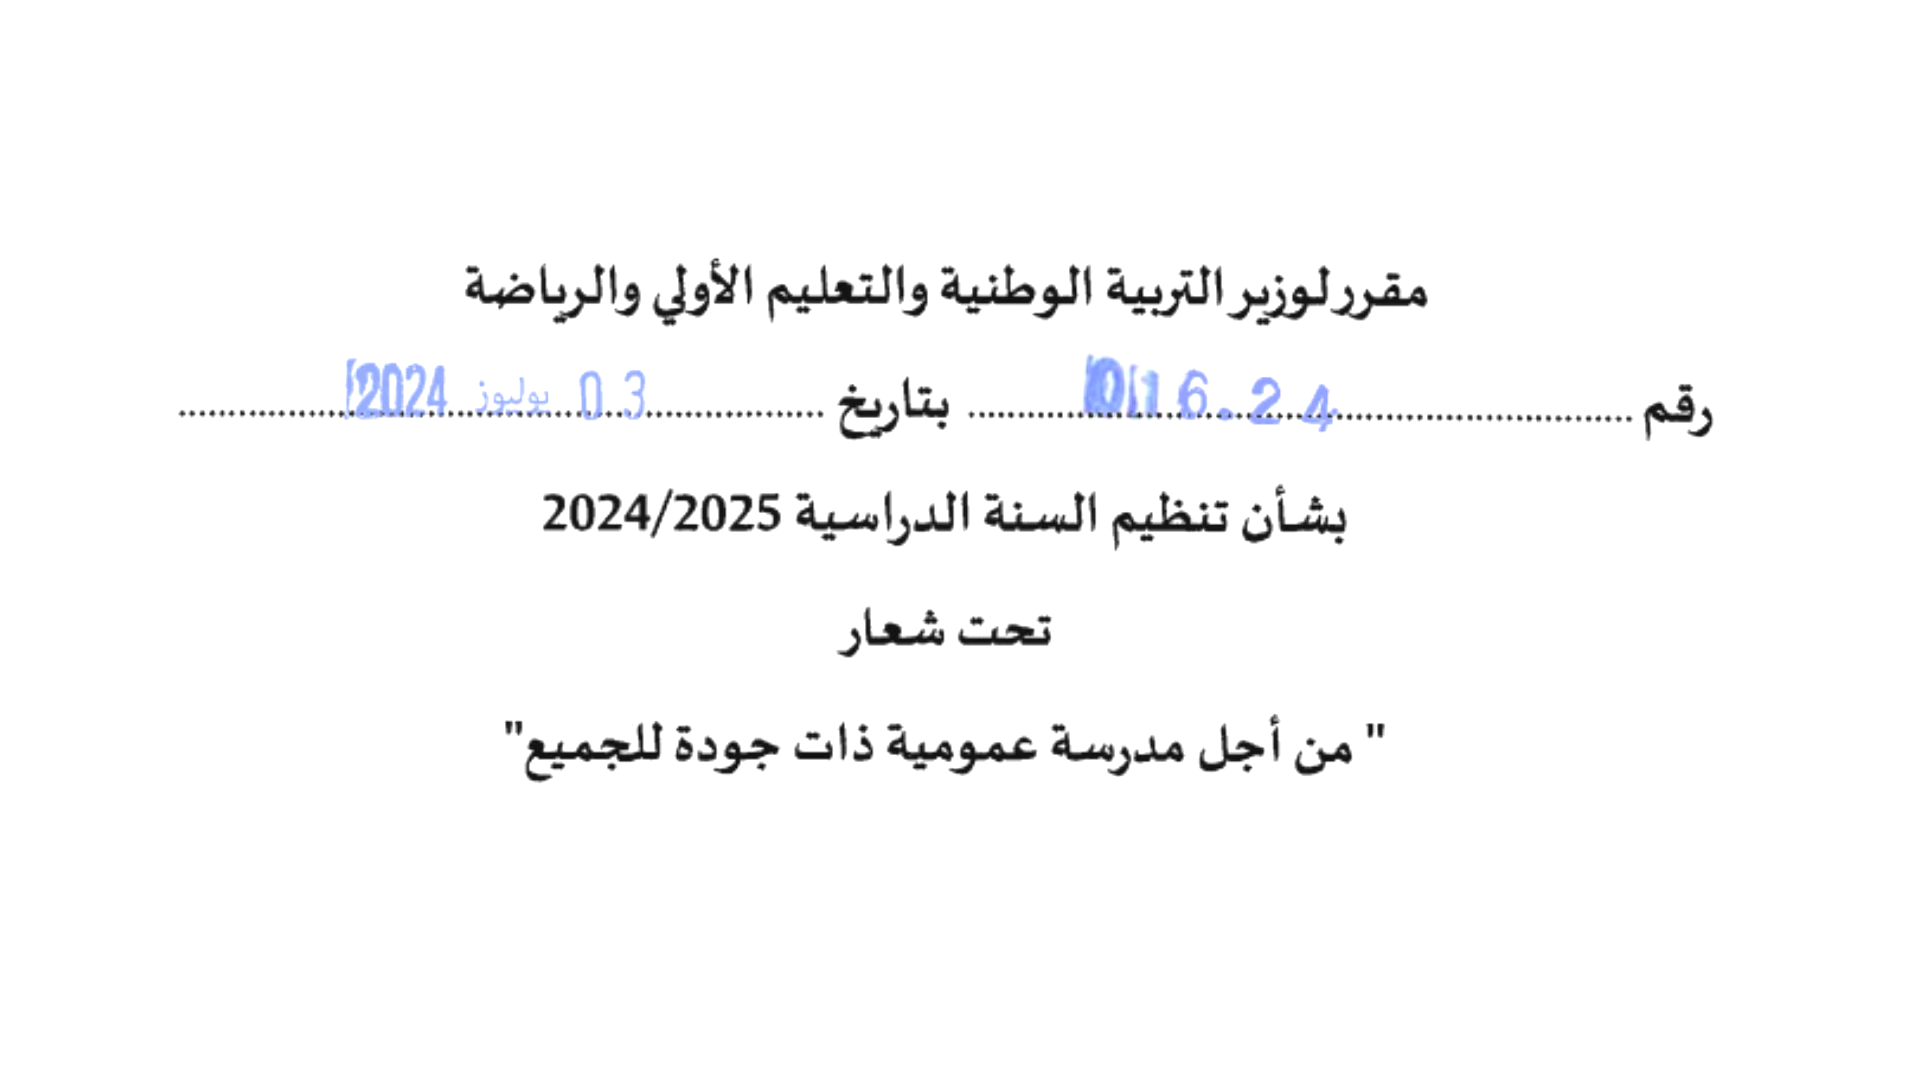 مقرر لوزير التربية الوطنية والتعليم الأولي والرياضة
رقم 016.24 بتاريخ 03 يوليوز 2024
بشأن تنظيم السنة الدراسية 2024/2025
تحت شعار
" من أجل مدرسة عمومية ذات جودة للجميع"